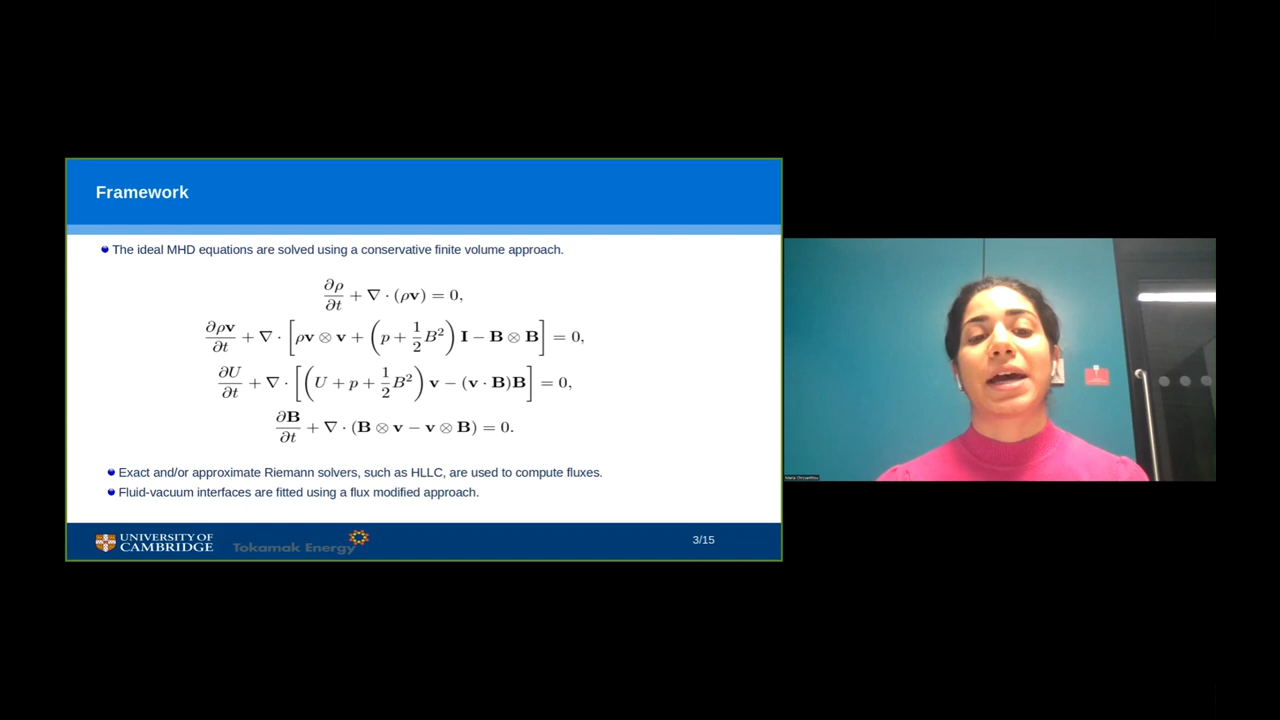 Framework
The ideal MHD equations are solved using a conservative finite volume approach.
∂ρ/∂t + ∇ · (ρv) = 0,
∂ρv/∂t + ∇ · [ρv ⊗ v + (p + 1/2 B²) I − B ⊗ B] = 0,
∂U/∂t + ∇ · [(U + p + 1/2 B²) v − (v · B)B] = 0,
∂B/∂t + ∇ · (B ⊗ v − v ⊗ B) = 0.
Exact and/or approximate Riemann solvers, such as HLLC, are used to compute fluxes.
Fluid-vacuum interfaces are fitted using a flux modified approach.
UNIVERSITY OF
CAMBRIDGE
Tokamak Energy
3/15